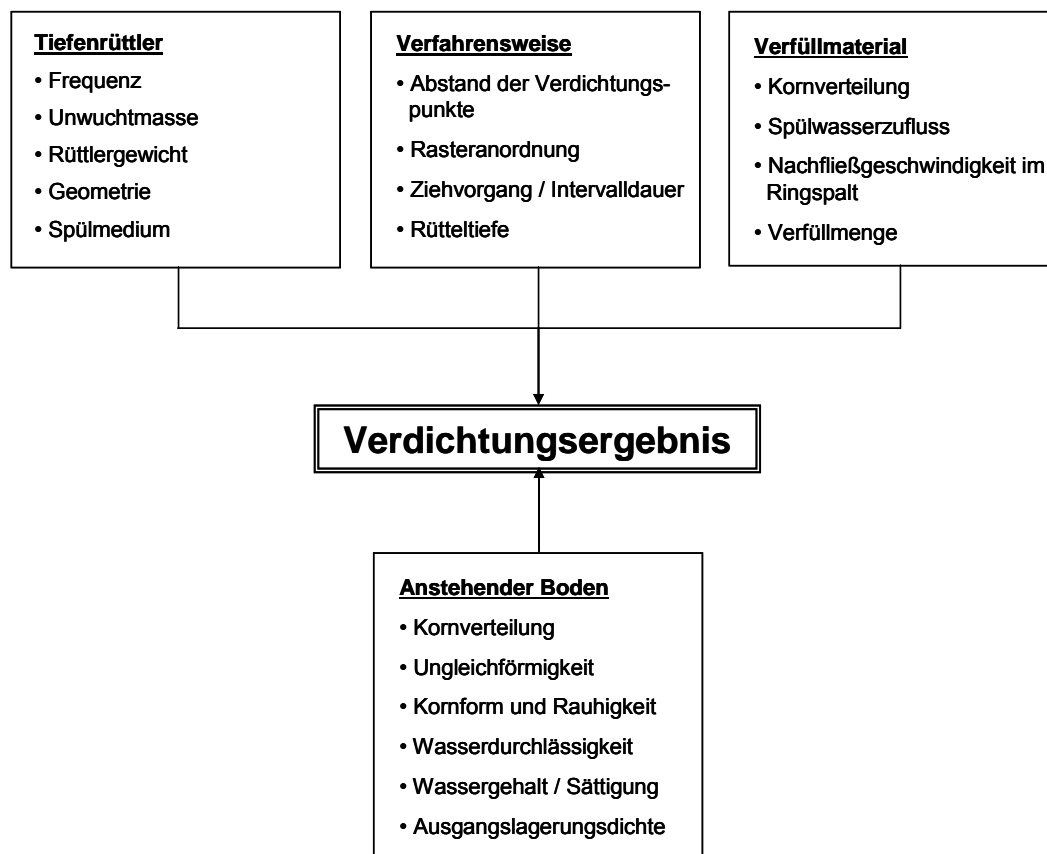 Tiefenrüttler
• Frequenz
• Unwuchtmasse
• Rüttlergewicht
• Geometrie
• Spülmedium
Verfahrensweise
• Abstand der Verdichtungs-
punkte
• Rasteranordnung
• Ziehvorgang / Intervalldauer
• Rütteltiefe
Verfüllmaterial
• Kornverteilung
• Spülwasserzufluss
• Nachfließgeschwindigkeit im
Ringspalt
• Verfüllmenge
Verdichtungsergebnis
Anstehender Boden
• Kornverteilung
• Ungleichförmigkeit
• Kornform und Rauhigkeit
• Wasserdurchlässigkeit
• Wassergehalt / Sättigung
• Ausgangslagerungsdichte